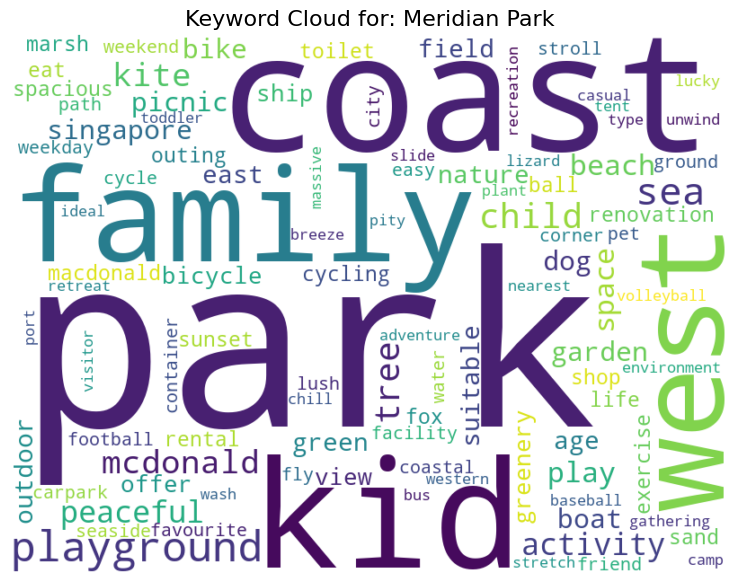 Keyword Cloud for: Meridian Park
marsh weekend bike toilet field stroll
eat kite coast city recreation casual lucky
spacious path picnic ship tent
toddler type unwind
singapore
weekday outing slide lizard beach ground
family east massive easy nature
cycle plant ball sea
ideal pity child renovation
breeze corner pet
macdonald bicycle cycling dog space west
retreat nearest volleyball
park
port visitor container sunset adventure tree suitable garden environment
lush water shop
chill fox life
football rental green facility greenery age exercise
outdoor mcdonald kid
carpark offer fly view coastal play
wash western
bus baseball
peaceful boat gathering
seaside favourite sand
playground activity
stretch friend camp